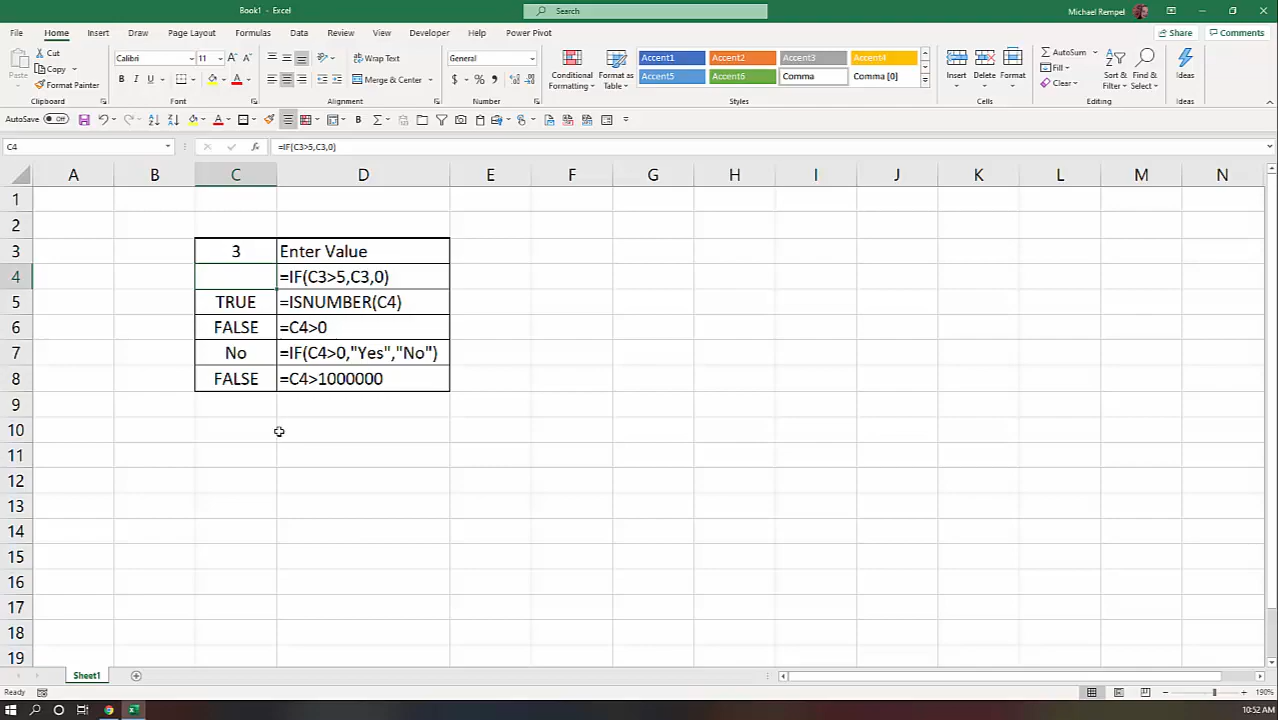 Book1 - Excel
Search
Michael Rempel
File Home Insert Draw Page Layout Formulas Data Review View Help Developer Power Pivot
Share Comments
Paste
Cut
Copy
Format Painter
Clipboard
Calibri 11
B I U
Font
Wrap Text
Merge & Center
Alignment
General
Number
Conditional Formatting
Format as Table
Accent1 Accent2 Accent3 Accent4
Accent5 Accent6 Comma Comma [0]
Styles
Insert Delete Format
Cells
AutoSum
Fill
Clear
Sort & Filter
Find & Select
Editing
Ideas
Ideas
AutoSave Off
C4 =IF(C3>5,C3,0)
A B C D E F G H I J K L M N
1
2
3 3 Enter Value
4 =IF(C3>5,C3,0)
5 TRUE =ISNUMBER(C4)
6 FALSE =C4>0
7 No =IF(C4>0,"Yes","No")
8 FALSE =C4>1000000
9
10
11
12
13
14
15
16
17
18
19
Sheet1
Ready
190%
10:52 AM